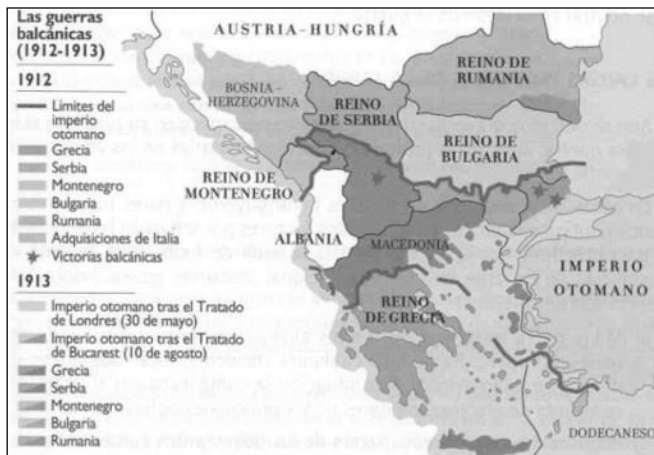 Las guerras
balcánicas
(1912-1913)
1912
Límites del
imperio
otomano
Grecia
Serbia
Montenegro
Bulgaria
Rumania
Adquisiciones de Italia
Victorias balcánicas
1913
Imperio otomano tras el Tratado
de Londres (30 de mayo)
Imperio otomano tras el Tratado
de Bucarest (10 de agosto)
Grecia
Serbia
Montenegro
Bulgaria
Rumania
AUSTRIA-HUNGRÍA
BOSNIA-
HERZEGOVINA
REINO DE
RUMANIA
REINO
DE SERBIA
REINO DE
BULGARIA
REINO DE
MONTENEGRO
ALBANIA
MACEDONIA
IMPERIO
OTOMANO
REINO
DE GRECIA
DODECANESO